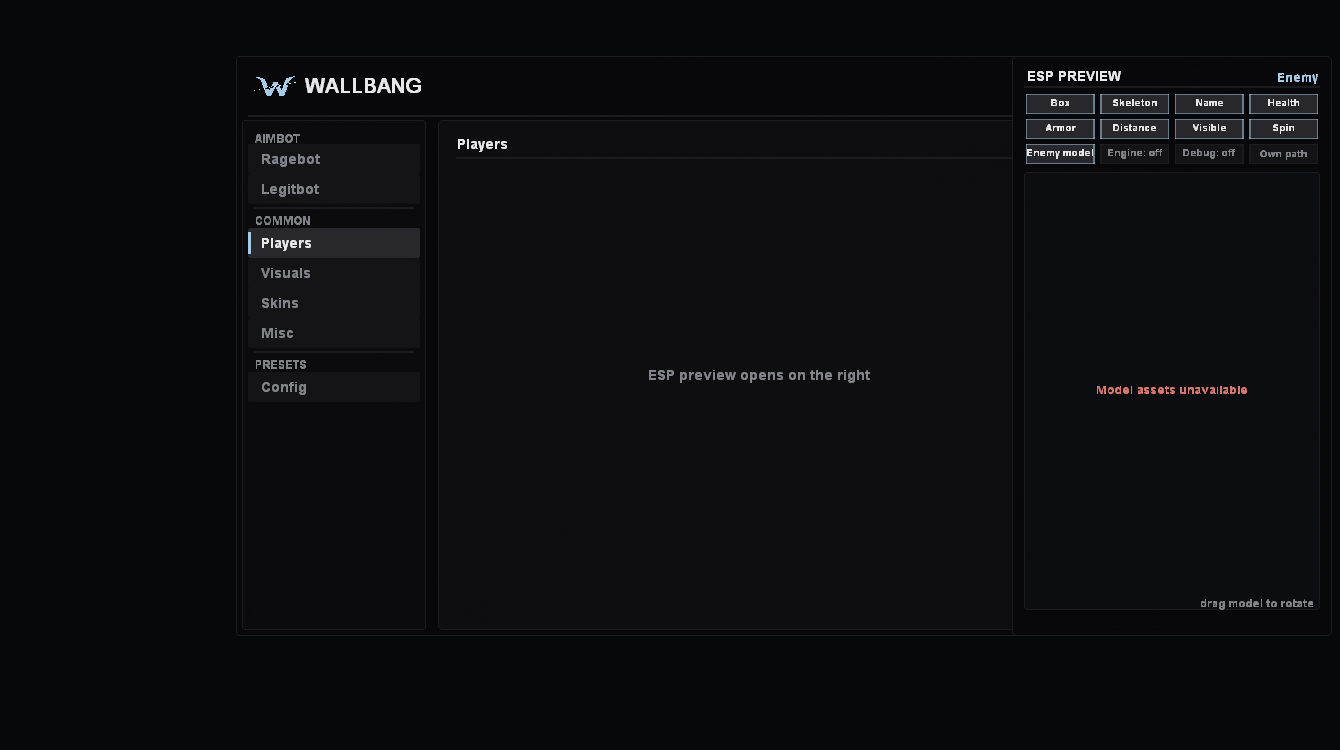 WALLBANG
AIMBOT
Ragebot
Legitbot
COMMON
Players
Visuals
Skins
Misc
PRESETS
Config
Players
ESP preview opens on the right
ESP PREVIEW Enemy
Box Skeleton Name Health
Armor Distance Visible Spin
Enemy model Engine: off Debug: off Own path
Model assets unavailable
drag model to rotate